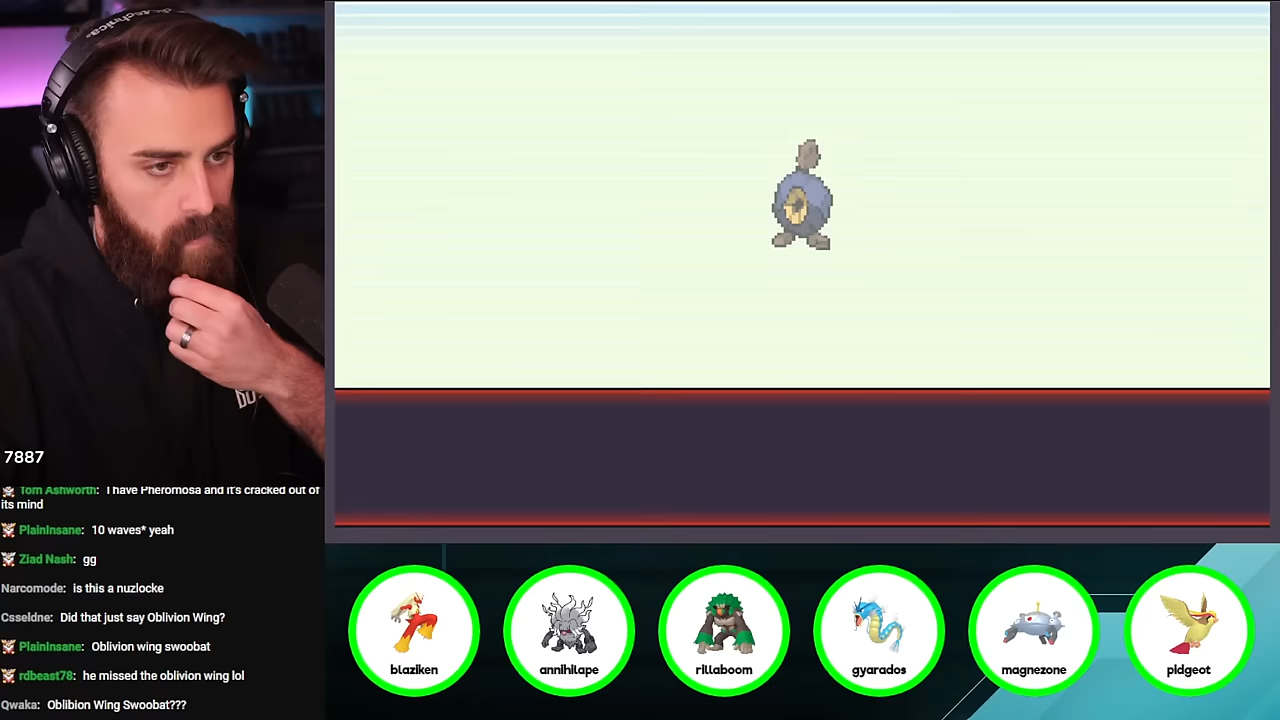 7887
Tom Ashworth: I have Pheromosa and it's cracked out of
its mind
PlainInsane: 10 waves* yeah
Ziad Nash: gg
Narcomode: is this a nuzlocke
Csseldne: Did that just say Oblivion Wing?
PlainInsane: Oblivion wing swoobat
rdbeast78: he missed the oblivion wing lol
Qwaka: Oblibion Wing Swoobat???
blaziken
annihilape
rillaboom
gyarados
magnezone
pidgeot